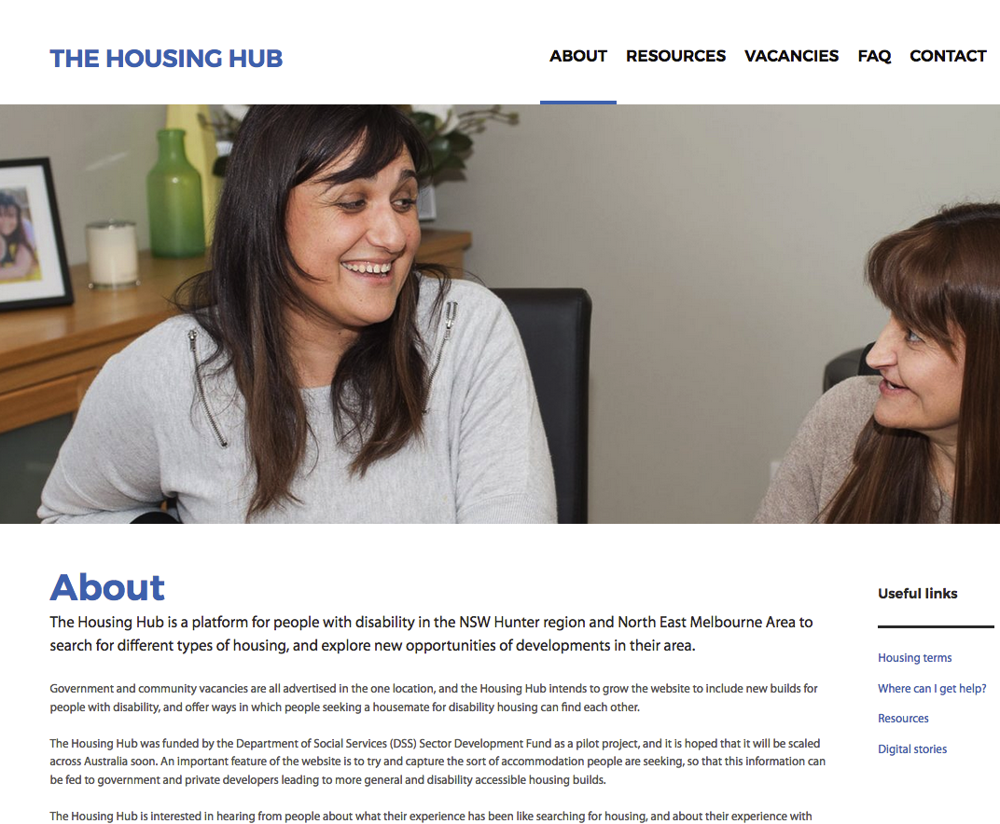 THE HOUSING HUB
ABOUT RESOURCES VACANCIES FAQ CONTACT
About
The Housing Hub is a platform for people with disability in the NSW Hunter region and North East Melbourne Area to
search for different types of housing, and explore new opportunities of developments in their area.
Government and community vacancies are all advertised in the one location, and the Housing Hub intends to grow the website to include new builds for
people with disability, and offer ways in which people seeking a housemate for disability housing can find each other.
The Housing Hub was funded by the Department of Social Services (DSS) Sector Development Fund as a pilot project, and it is hoped that it will be scaled
across Australia soon. An important feature of the website is to try and capture the sort of accommodation people are seeking, so that this information can
be fed to government and private developers leading to more general and disability accessible housing builds.
The Housing Hub is interested in hearing from people about what their experience has been like searching for housing, and about their experience with
Useful links
Housing terms
Where can I get help?
Resources
Digital stories